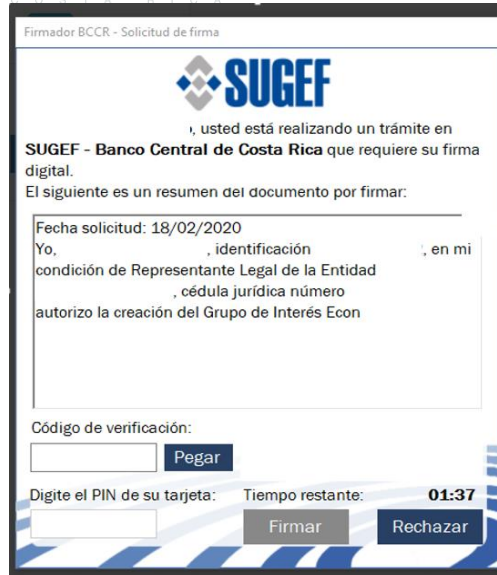 Firmador BCCR - Solicitud de firma
SUGEF
, usted está realizando un trámite en
SUGEF - Banco Central de Costa Rica que requiere su firma
digital.
El siguiente es un resumen del documento por firmar:
Fecha solicitud: 18/02/2020
Yo, , identificación , en mi
condición de Representante Legal de la Entidad
, cédula jurídica número
autorizo la creación del Grupo de Interés Econ
Código de verificación:
Pegar
Digite el PIN de su tarjeta: Tiempo restante: 01:37
Firmar Rechazar